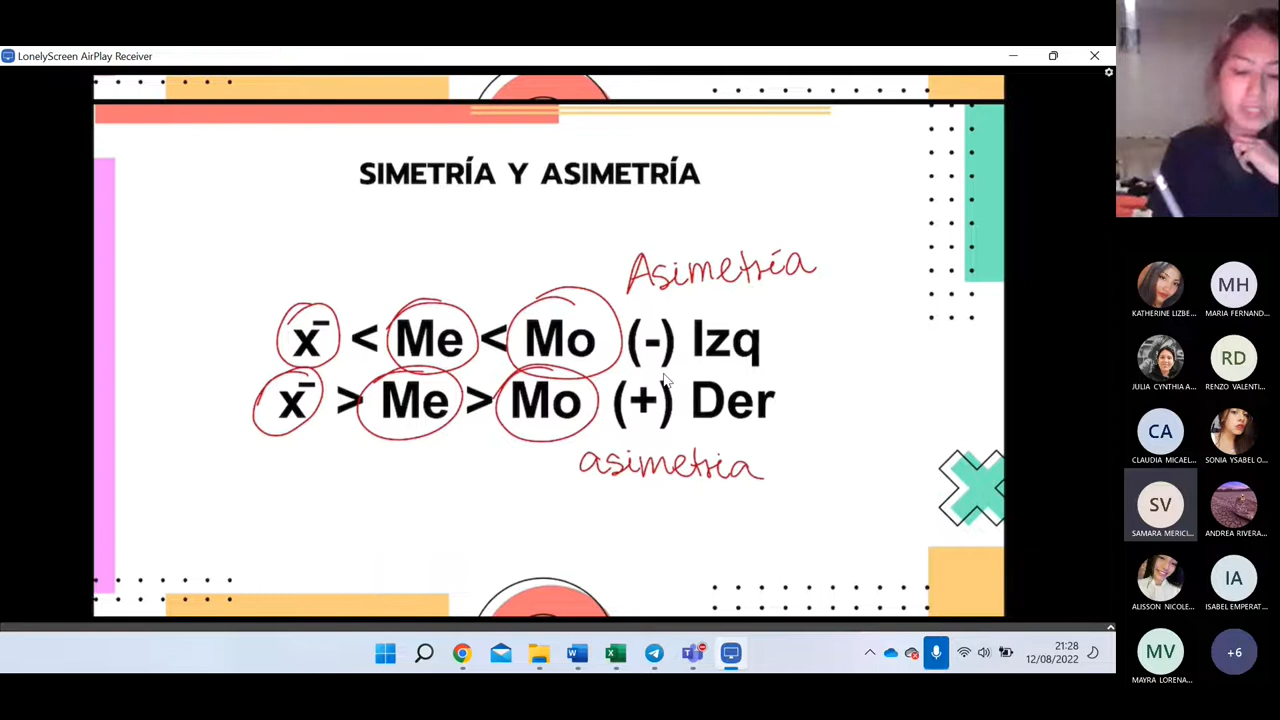 LonelyScreen AirPlay Receiver
SIMETRÍA Y ASIMETRÍA
Asimetría
x̄ < Me < Mo (-) Izq
x̄ > Me > Mo (+) Der
asimetria
KATHERINE LIZBE...
MH
MARIA FERNAND...
JULIA CYNTHIA A...
RD
RENZO VALENTI...
CA
CLAUDIA MICAEL...
SONIA YSABEL O...
SV
SAMARA MERICI...
ANDREA RIVERA...
ALISSON NICOLE...
IA
ISABEL EMPERAT...
MV
MAYRA LORENA...
+6
21:28
12/08/2022